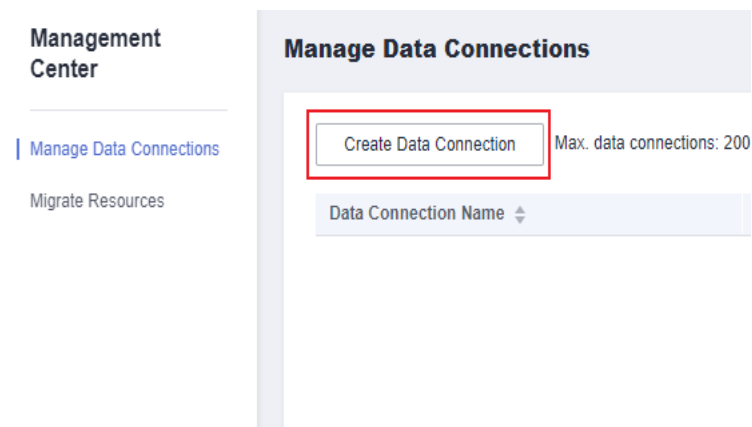 Management
Center
Manage Data Connections
Migrate Resources
Manage Data Connections
Create Data Connection
Max. data connections: 200
Data Connection Name